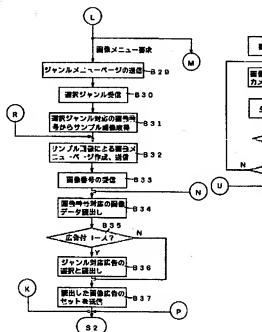 L
画像メニュー要求
M
ジャンルメニューページの送信
B29
選択ジャンル受信
B30
R
選択ジャンル対応の画像番号からサンプル画像取得
B31
サンプル画像による画像メニューページ作成、送信
B32
画像番号の受信
B33
N
画像番号対応の画像データ読出し
B34
B35
広告付
N
Y
ジャンル対応広告の選択と読出し
B36
読出した画像広告のセットを送信
B37
K
P
S2
画像
カメ
N
U